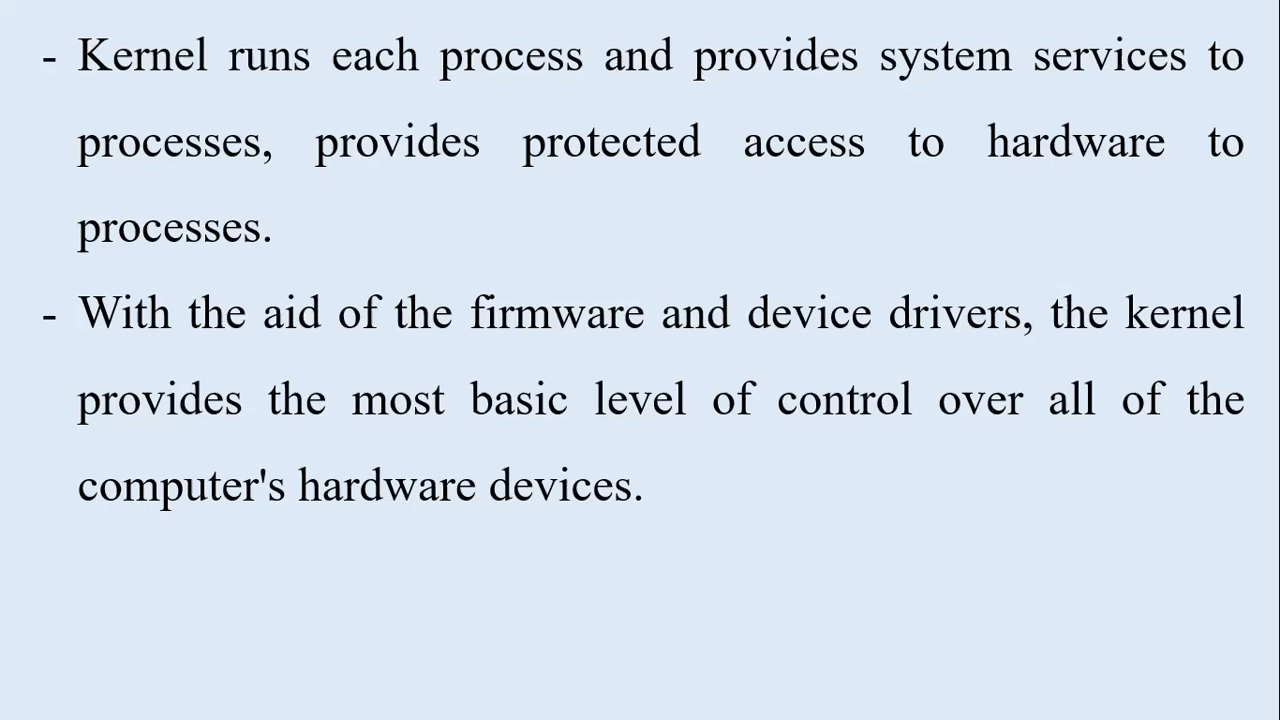 - Kernel runs each process and provides system services to
processes, provides protected access to hardware to
processes.
- With the aid of the firmware and device drivers, the kernel
provides the most basic level of control over all of the
computer's hardware devices.